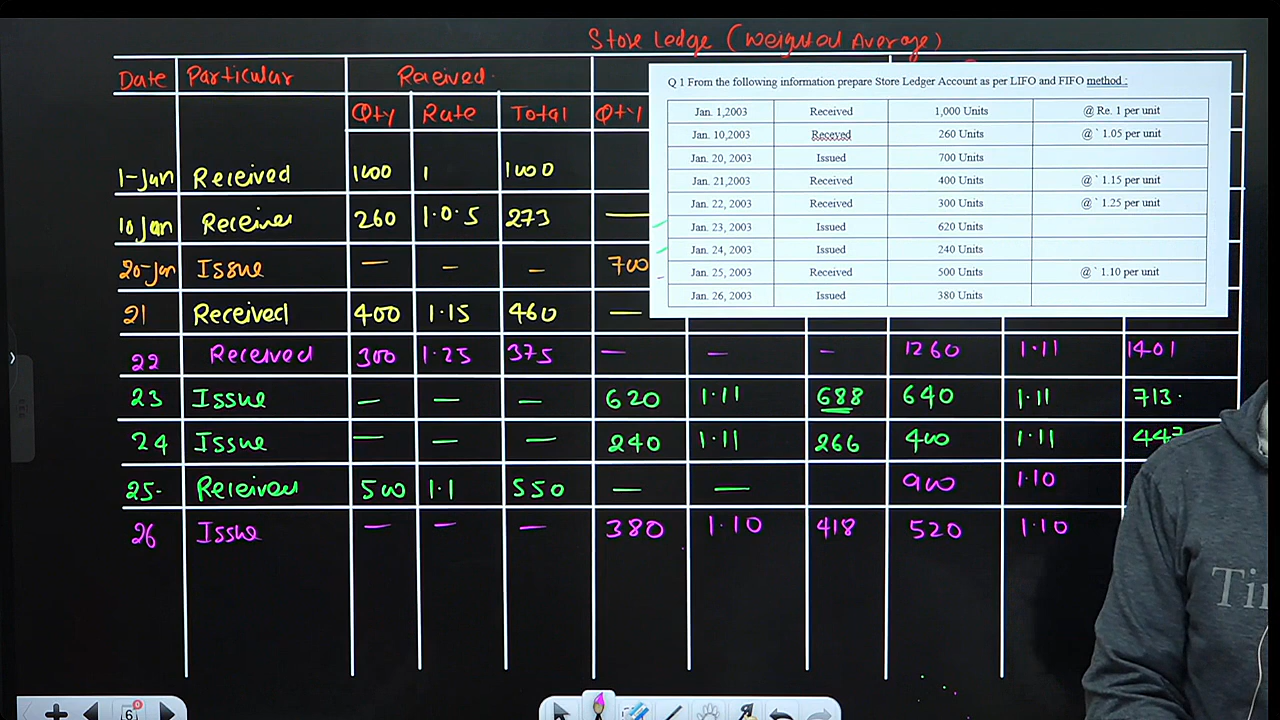 Store Ledge (Weighted Average)
Date Particular Received
Qty Rate Total Qty
Q 1 From the following information prepare Store Ledger Account as per LIFO and FIFO method :
Jan. 1,2003 Received 1,000 Units @ Re. 1 per unit
Jan. 10,2003 Receved 260 Units @ ` 1.05 per unit
Jan. 20, 2003 Issued 700 Units
Jan. 21,2003 Received 400 Units @ ` 1.15 per unit
Jan. 22, 2003 Received 300 Units @ ` 1.25 per unit
Jan. 23, 2003 Issued 620 Units
Jan. 24, 2003 Issued 240 Units
Jan. 25, 2003 Received 500 Units @ ` 1.10 per unit
Jan. 26, 2003 Issued 380 Units
1-Jan Received 1000 1 1000
10 Jan Received 260 1.0.5 273 —
20-Jan Issue — - - 700
21 Received 400 1.15 460 —
22 Received 300 1.25 375 — — - 1260 1.11 1401
23 Issue — — - 620 1.11 688 640 1.11 713.
24 Issue — — — 240 1.11 266 400 1.11 447
25- Received 500 1.1 550 — — 900 1.10
26 Issue — - — 380 1.10 418 520 1.10
Ti
6